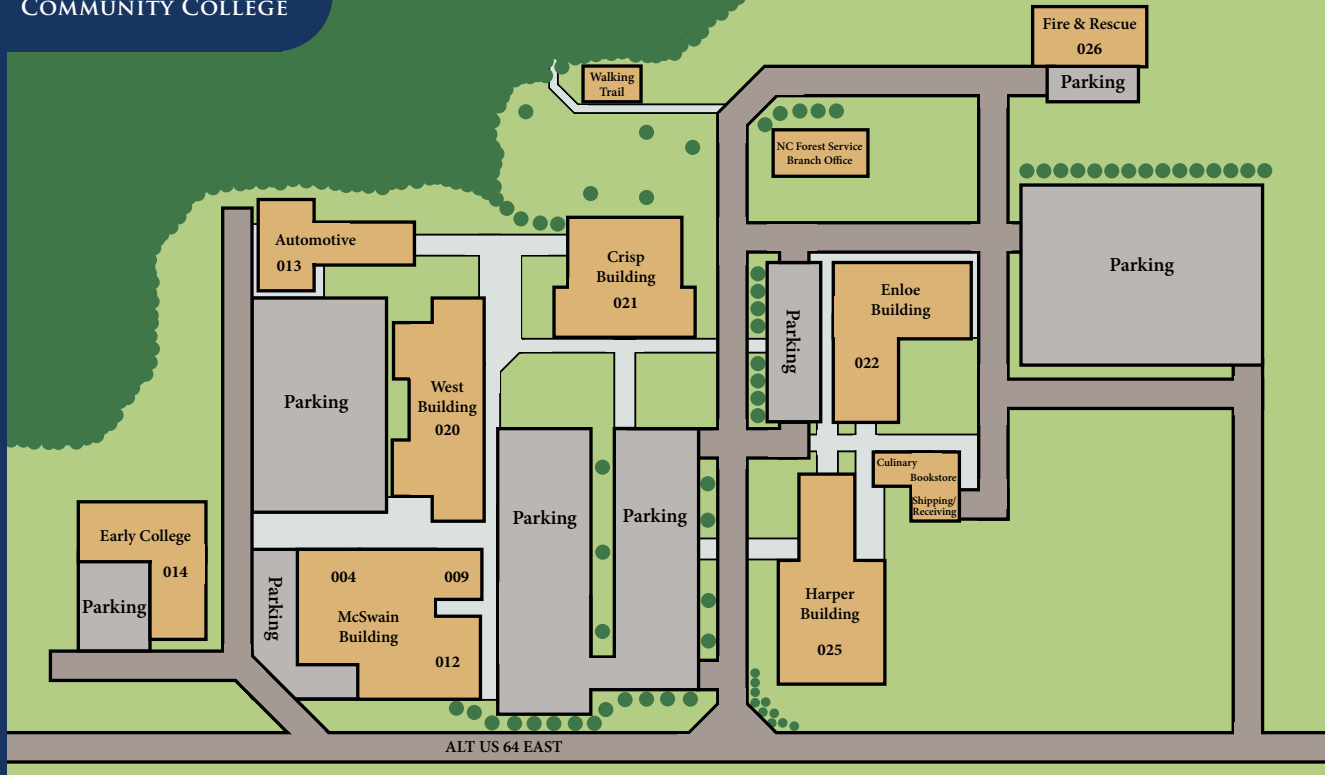 COMMUNITY COLLEGE
Fire & Rescue
026
Parking
Walking
Trail
NC Forest Service
Branch Office
Automotive
013
Crisp
Building
021
Parking
Enloe
Building
022
Parking
Parking
West
Building
020
Culinary
Bookstore
Shipping/
Receiving
Early College
014
Parking
Parking
004
009
McSwain
Building
012
Parking
Parking
Harper
Building
025
ALT US 64 EAST